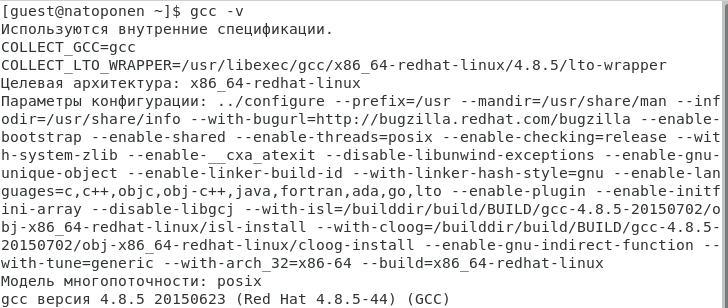 [guest@natoponen ~]$ gcc -v
Используются внутренние спецификации.
COLLECT_GCC=gcc
COLLECT_LTO_WRAPPER=/usr/libexec/gcc/x86_64-redhat-linux/4.8.5/lto-wrapper
Целевая архитектура: x86_64-redhat-linux
Параметры конфигурации: ../configure --prefix=/usr --mandir=/usr/share/man --inf
odir=/usr/share/info --with-bugurl=http://bugzilla.redhat.com/bugzilla --enable-
bootstrap --enable-shared --enable-threads=posix --enable-checking=release --wit
h-system-zlib --enable-__cxa_atexit --disable-libunwind-exceptions --enable-gnu-
unique-object --enable-linker-build-id --with-linker-hash-style=gnu --enable-lan
guages=c,c++,objc,obj-c++,java,fortran,ada,go,lto --enable-plugin --enable-initf
ini-array --disable-libgcj --with-isl=/builddir/build/BUILD/gcc-4.8.5-20150702/o
bj-x86_64-redhat-linux/isl-install --with-cloog=/builddir/build/BUILD/gcc-4.8.5-
20150702/obj-x86_64-redhat-linux/cloog-install --enable-gnu-indirect-function --
with-tune=generic --with-arch_32=x86-64 --build=x86_64-redhat-linux
Модель многопоточности: posix
gcc версия 4.8.5 20150623 (Red Hat 4.8.5-44) (GCC)